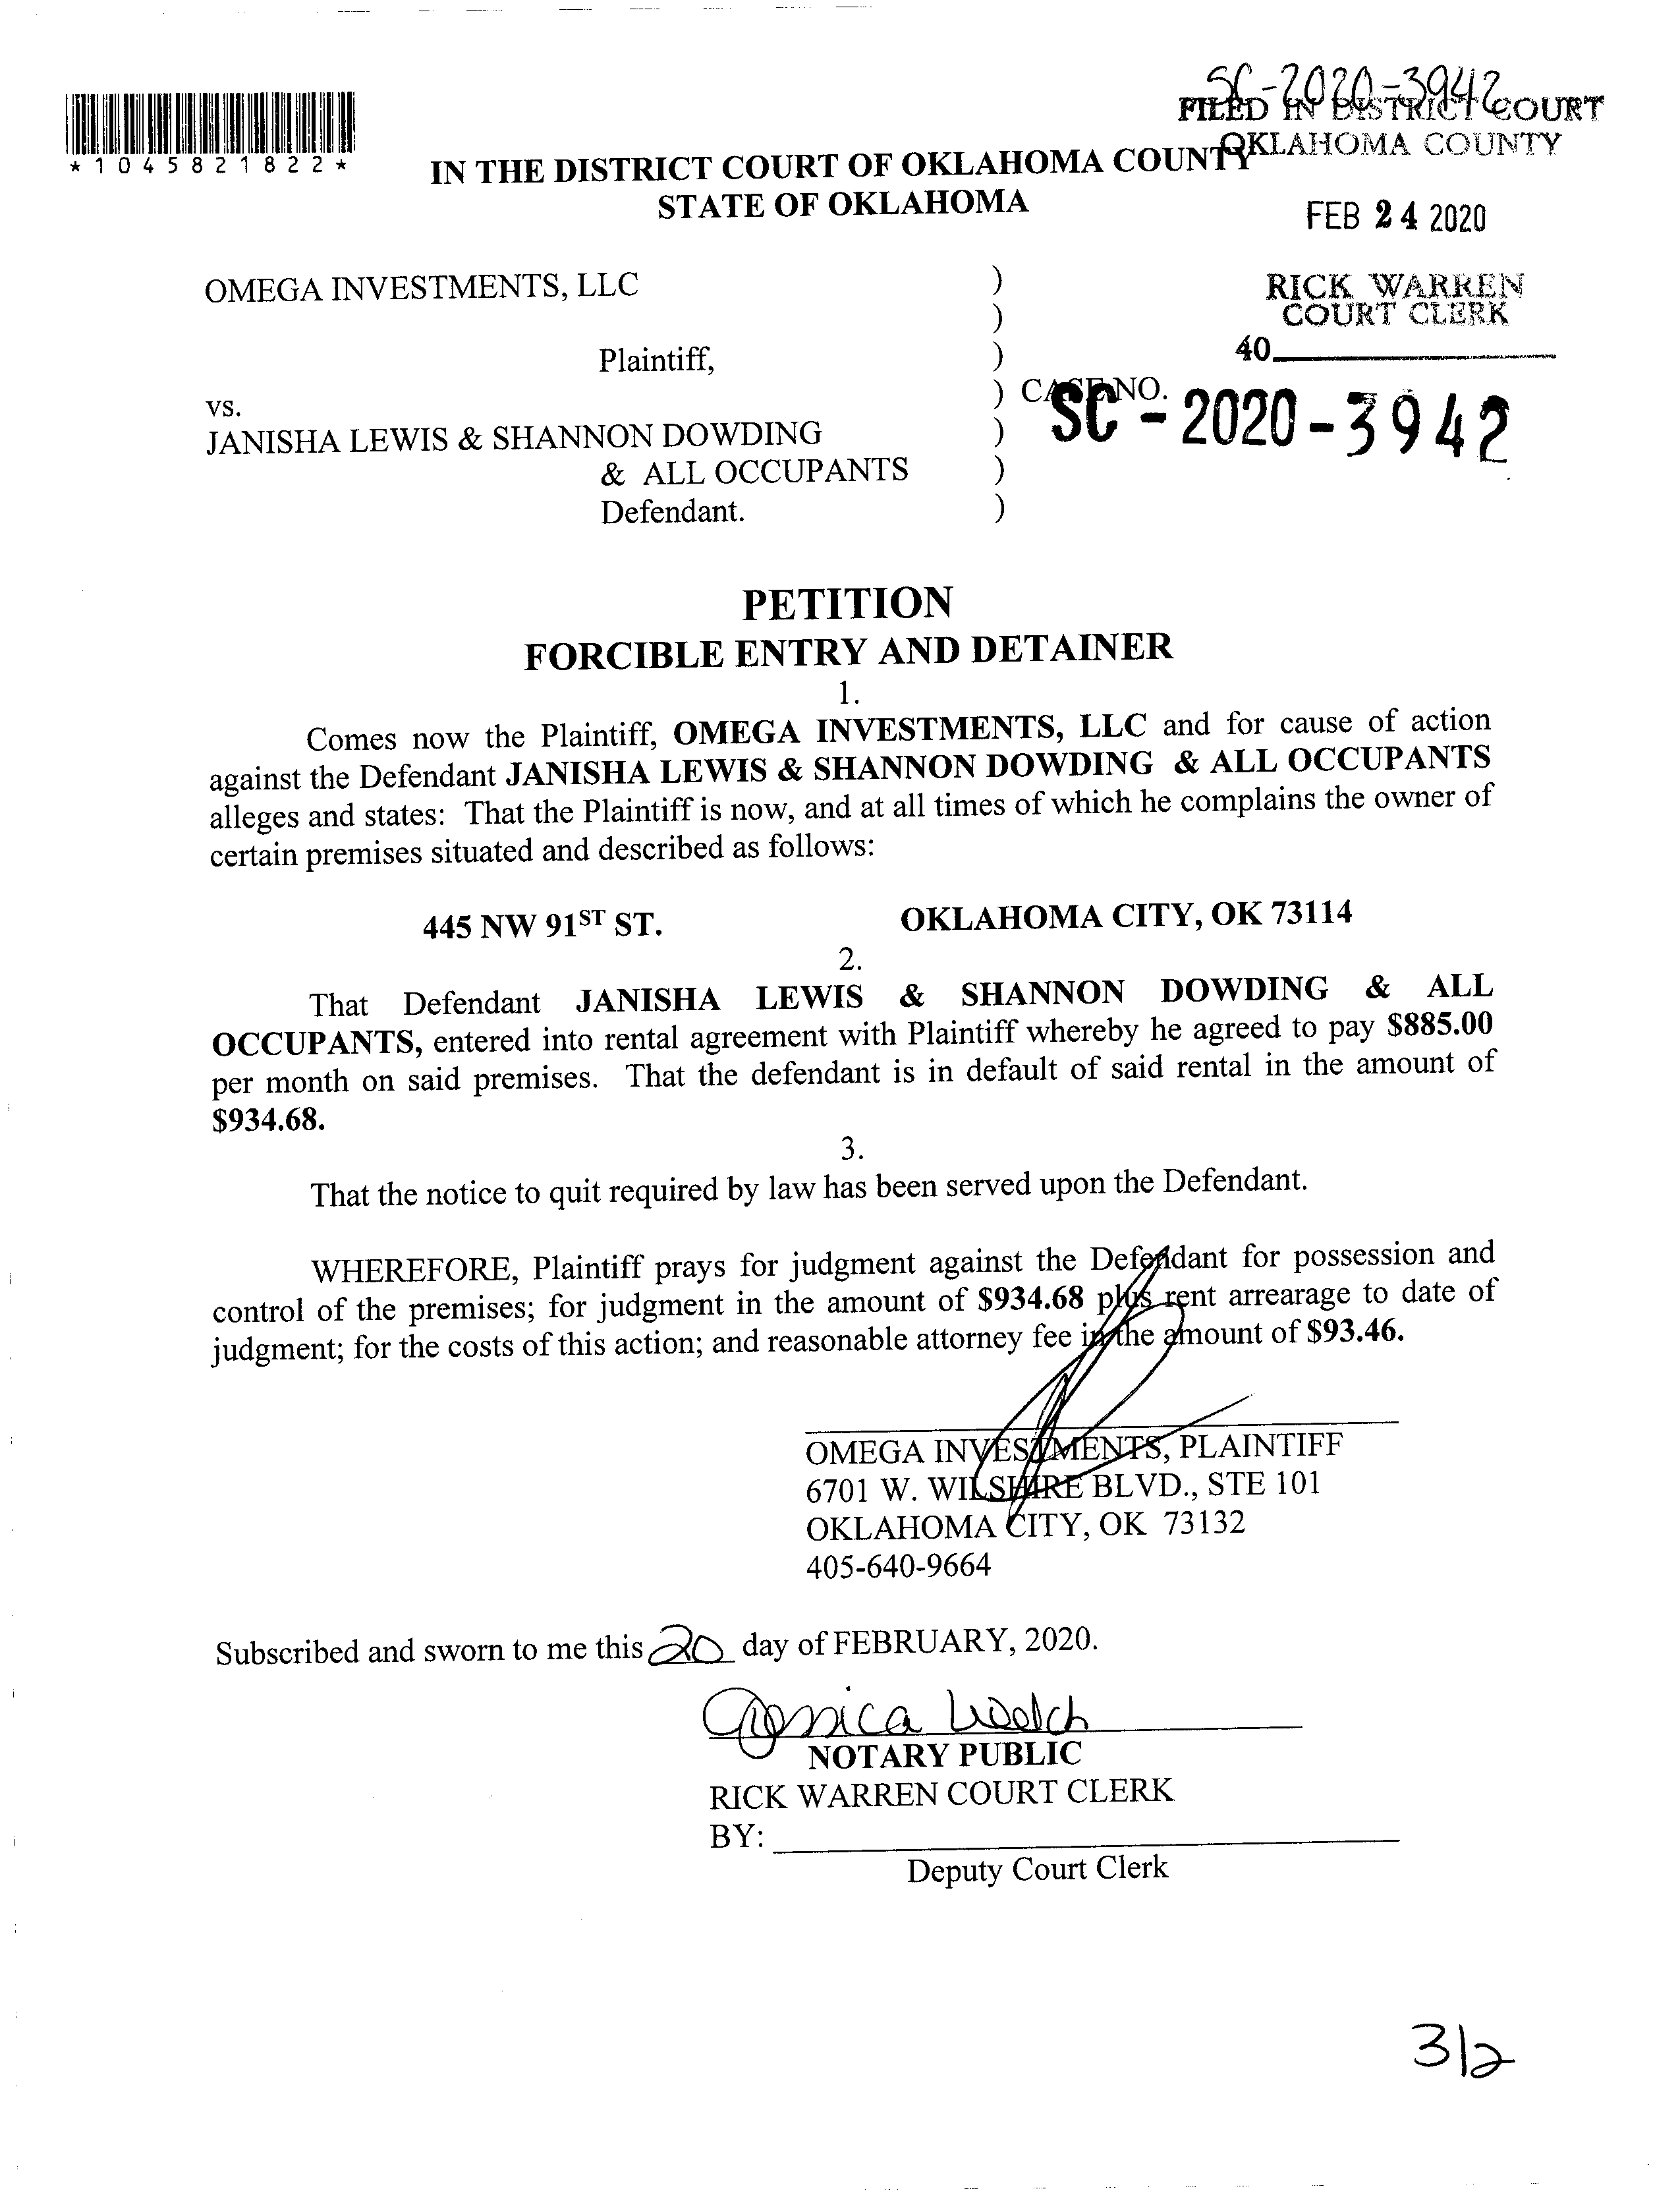 SC-2020-3942
FILED IN DISTRICT COURT
OKLAHOMA COUNTY
*1045821822*
IN THE DISTRICT COURT OF OKLAHOMA COUNTY
STATE OF OKLAHOMA
FEB 24 2020
OMEGA INVESTMENTS, LLC )
RICK WARREN
COURT CLERK
)
Plaintiff, )
40
vs. ) CASE NO.
SC-2020-3942
JANISHA LEWIS & SHANNON DOWDING )
& ALL OCCUPANTS )
Defendant. )
PETITION
FORCIBLE ENTRY AND DETAINER
1.
Comes now the Plaintiff, OMEGA INVESTMENTS, LLC and for cause of action
against the Defendant JANISHA LEWIS & SHANNON DOWDING & ALL OCCUPANTS
alleges and states: That the Plaintiff is now, and at all times of which he complains the owner of
certain premises situated and described as follows:
445 NW 91ST ST. OKLAHOMA CITY, OK 73114
2.
That Defendant JANISHA LEWIS & SHANNON DOWDING & ALL
OCCUPANTS, entered into rental agreement with Plaintiff whereby he agreed to pay $885.00
per month on said premises. That the defendant is in default of said rental in the amount of
$934.68.
3.
That the notice to quit required by law has been served upon the Defendant.
WHEREFORE, Plaintiff prays for judgment against the Defendant for possession and
control of the premises; for judgment in the amount of $934.68 plus rent arrearage to date of
judgment; for the costs of this action; and reasonable attorney fee in the amount of $93.46.
OMEGA INVESTMENTS, PLAINTIFF
6701 W. WILSHIRE BLVD., STE 101
OKLAHOMA CITY, OK 73132
405-640-9664
Subscribed and sworn to me this 20 day of FEBRUARY, 2020.
Jessica Welch
NOTARY PUBLIC
RICK WARREN COURT CLERK
BY:
Deputy Court Clerk
3|2